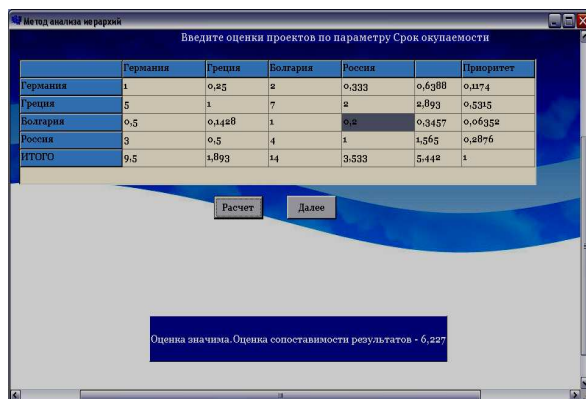 Метод анализа иерархий
Введите оценки проектов по параметру Срок окупаемости
Германия Греция Болгария Россия Приоритет
Германия 1 0,25 2 0,333 0,6388 0,1174
Греция 5 1 7 2 2,893 0,5315
Болгария 0,5 0,1428 1 0,2 0,3457 0,06352
Россия 3 0,5 4 1 1,565 0,2876
ИТОГО 9,5 1,893 14 3,533 5,442 1
Расчет Далее
Оценка значима.Оценка сопоставимости результатов - 6,227